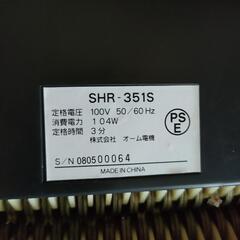 SHR-351S
定格電圧 100V 50/60Hz
消費電力 104W
定格時間 3分
株式会社 オーム電機
PS
E
S/N 080500064
MADE IN CHINA